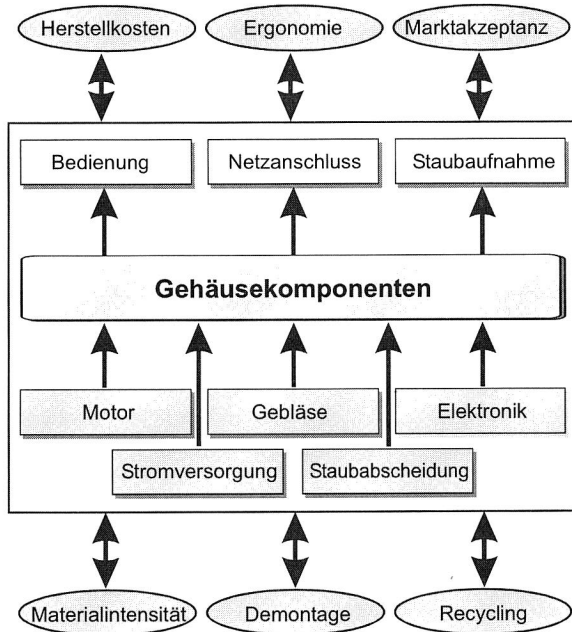 Herstellkosten Ergonomie Marktakzeptanz
Bedienung Netzanschluss Staubaufnahme
Gehäusekomponenten
Motor Gebläse Elektronik
Stromversorgung Staubabscheidung
Materialintensität Demontage Recycling